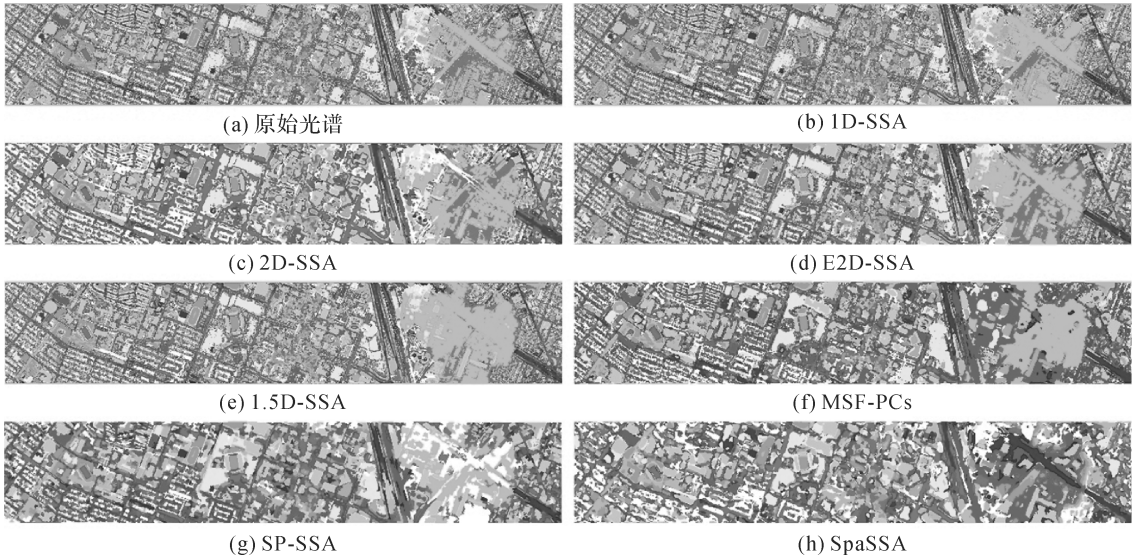 (a) 原始光谱
(b) 1D-SSA
(c) 2D-SSA
(d) E2D-SSA
(e) 1.5D-SSA
(f) MSF-PCs
(g) SP-SSA
(h) SpaSSA